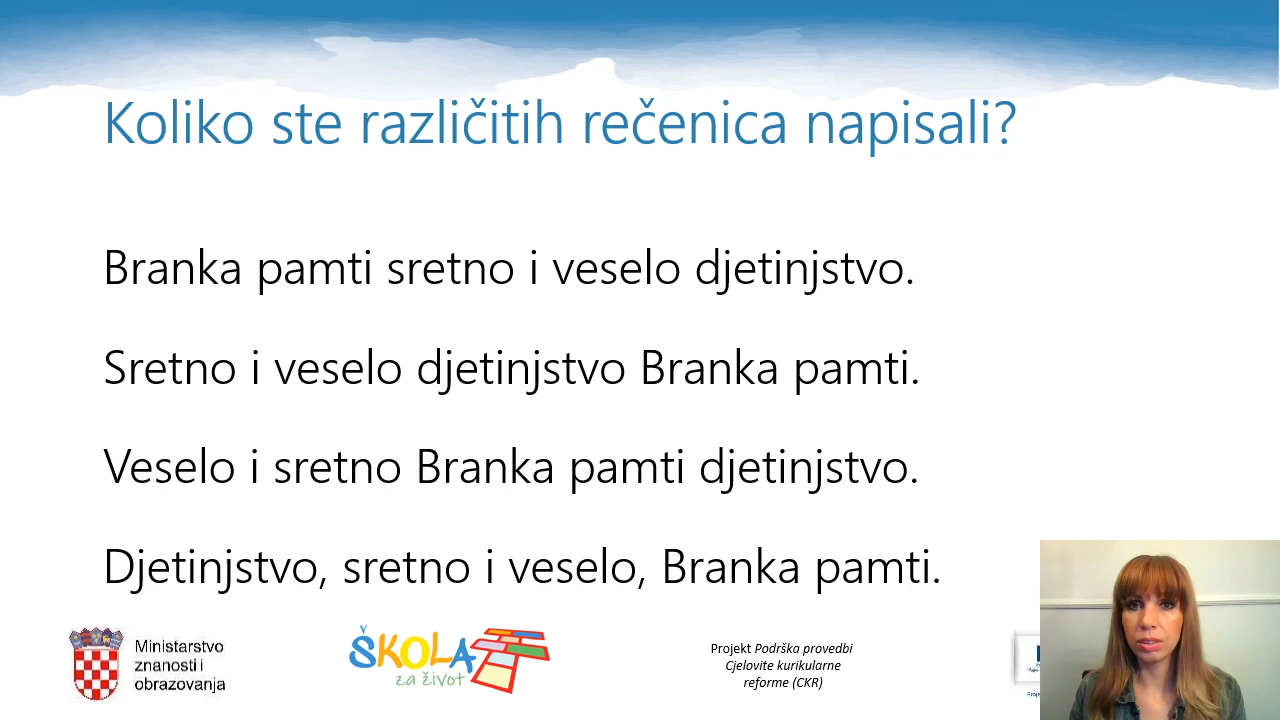 Koliko ste različitih rečenica napisali?
Branka pamti sretno i veselo djetinjstvo.
Sretno i veselo djetinjstvo Branka pamti.
Veselo i sretno Branka pamti djetinjstvo.
Djetinjstvo, sretno i veselo, Branka pamti.
Ministarstvo
znanosti i
obrazovanja
ŠKOLA
za život
Projekt Podrška provedbi
Cjelovite kurikularne
reforme (CKR)